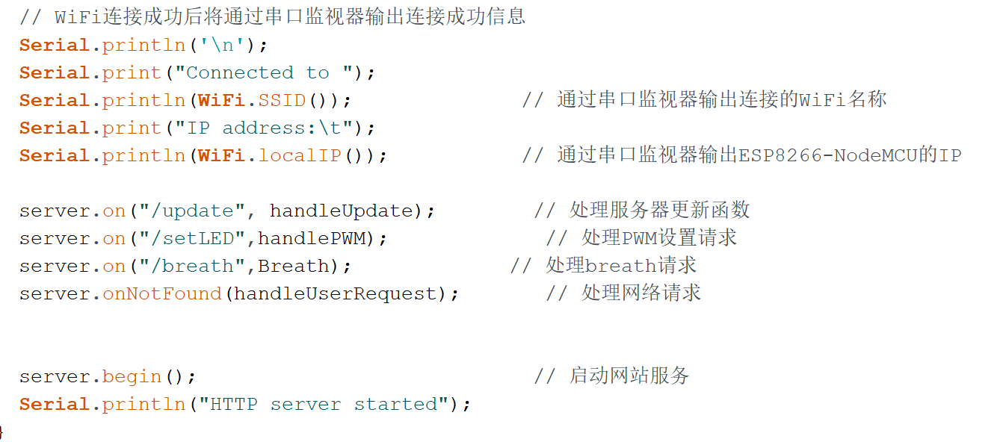 // WiFi连接成功后将通过串口监视器输出连接成功信息
Serial.println('\n');
Serial.print("Connected to ");
Serial.println(WiFi.SSID());              // 通过串口监视器输出连接的WiFi名称
Serial.print("IP address:\t");
Serial.println(WiFi.localIP());           // 通过串口监视器输出ESP8266-NodeMCU的IP
server.on("/update", handleUpdate);        // 处理服务器更新函数
server.on("/setLED",handlePWM);             // 处理PWM设置请求
server.on("/breath",Breath);             // 处理breath请求
server.onNotFound(handleUserRequest);       // 处理网络请求
server.begin();                            // 启动网站服务
Serial.println("HTTP server started");
}